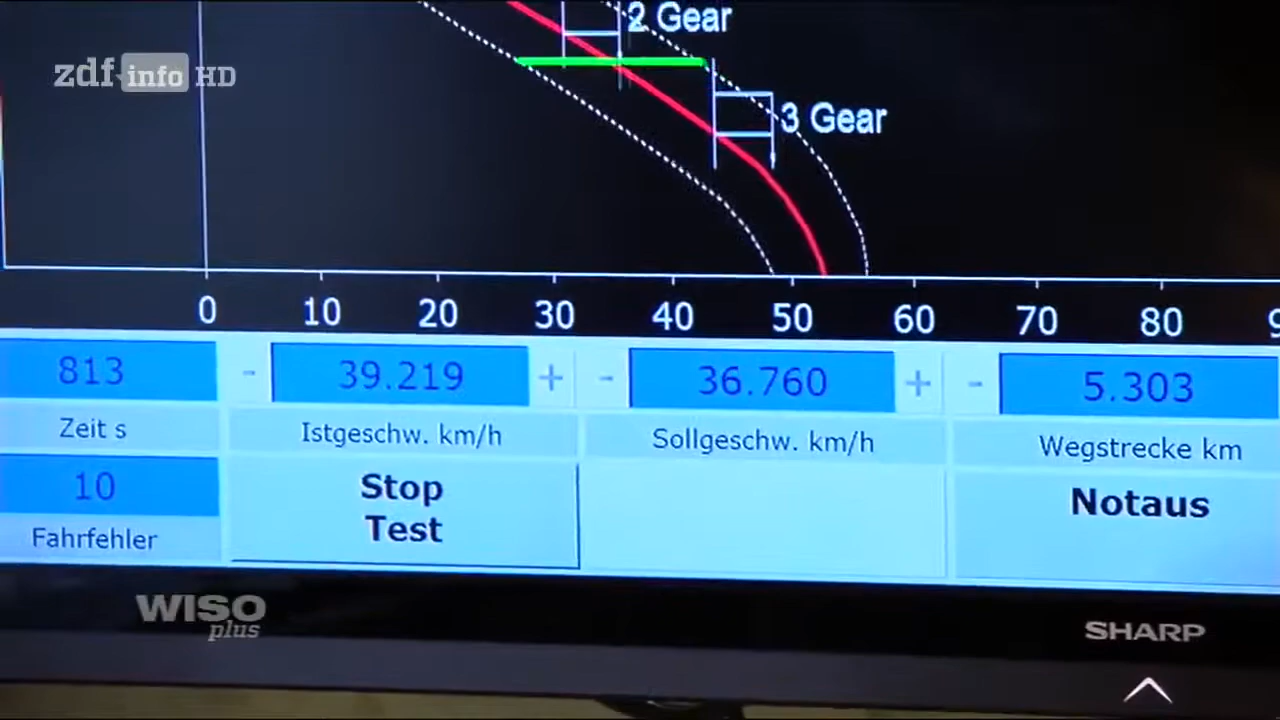 2 Gear
zdf info HD
3 Gear
0 10 20 30 40 50 60 70 80
813 - 39.219 + - 36.760 + - 5.303
Zeit s Istgeschw. km/h Sollgeschw. km/h Wegstrecke km
10 Stop Notaus
Test
Fahrfehler
WISO
plus
SHARP